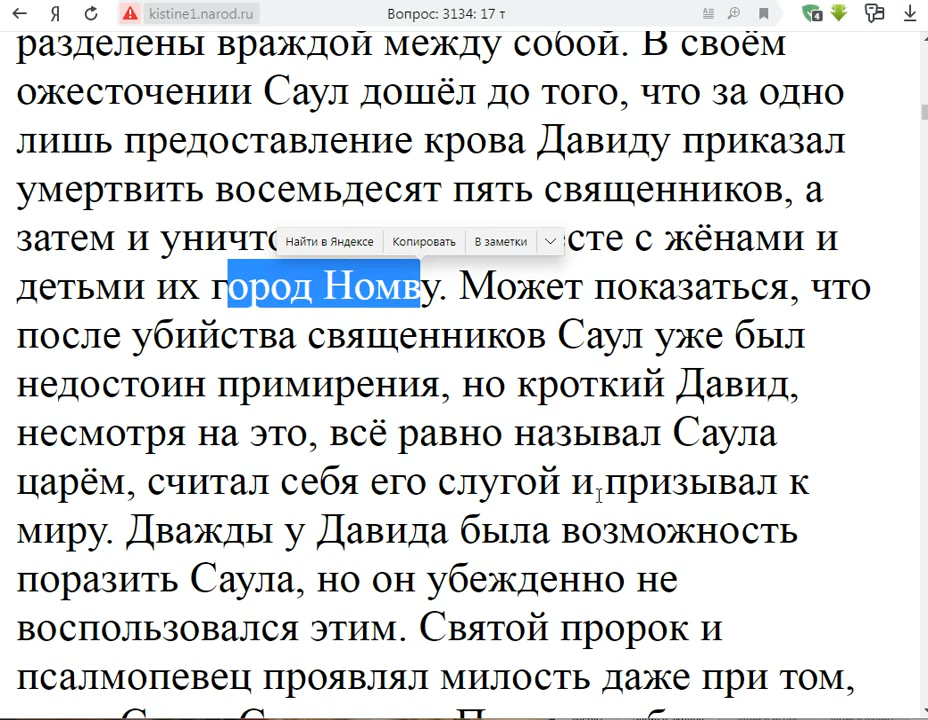 kistine1.narod.ru
Вопрос: 3134: 17 т
4
разделены враждой между собой. В своём
ожесточении Саул дошёл до того, что за одно
лишь предоставление крова Давиду приказал
умертвить восемьдесят пять священников, а
затем и уничто сте с жёнами и
Найти в Яндексе Копировать В заметки
детьми их город Номву. Может показаться, что
после убийства священников Саул уже был
недостоин примирения, но кроткий Давид,
несмотря на это, всё равно называл Саула
царём, считал себя его слугой и призывал к
миру. Дважды у Давида была возможность
поразить Саула, но он убежденно не
воспользовался этим. Святой пророк и
псалмопевец проявлял милость даже при том,